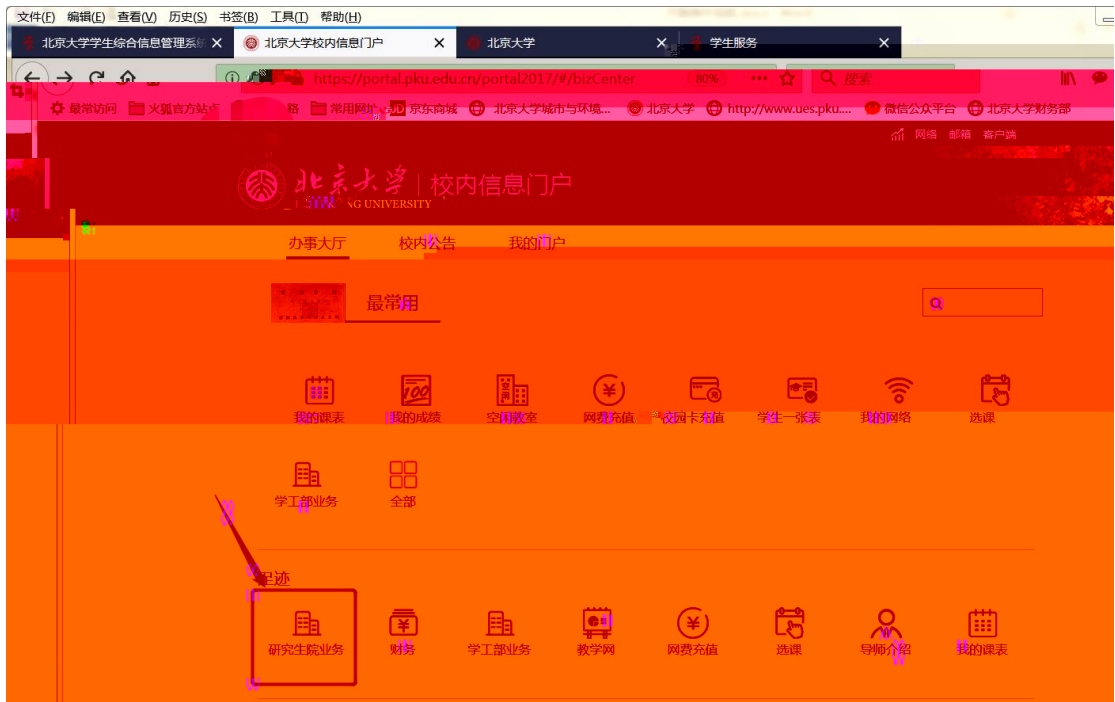 文件(F) 编辑(E) 查看(V) 历史(S) 书签(B) 工具(T) 帮助(H)
北京大学学生综合信息管理系统 北京大学校内信息门户 北京大学 学生服务
https://portal.pku.edu.cn/portal2017/#/bizCenter 80% 搜索
最常访问 火狐官方站点 常用网址 JD 京东商城 北京大学城市与环境... 北京大学 http://www.ues.pku.... 微信公众平台 北京大学财务部
网络 邮箱 客户端
北京大学 校内信息门户
UNIVERSITY
办事大厅 校内公告 我的门户
最常用
我的课表 我的成绩 空闲教室 网费充值 校园卡充值 学生一张表 我的网络 选课
学工部业务 全部
足迹
研究生院业务 财务 学工部业务 教学网 网费充值 选课 导师介绍 我的课表